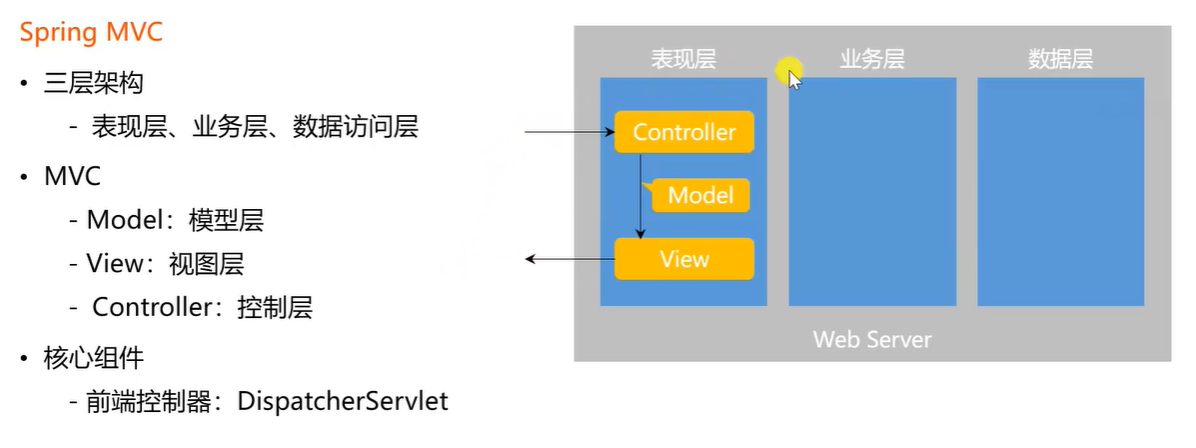 Spring MVC
• 三层架构
- 表现层、业务层、数据访问层
• MVC
- Model：模型层
- View：视图层
- Controller：控制层
• 核心组件
- 前端控制器：DispatcherServlet
表现层
业务层
数据层
Controller
Model
View
Web Server